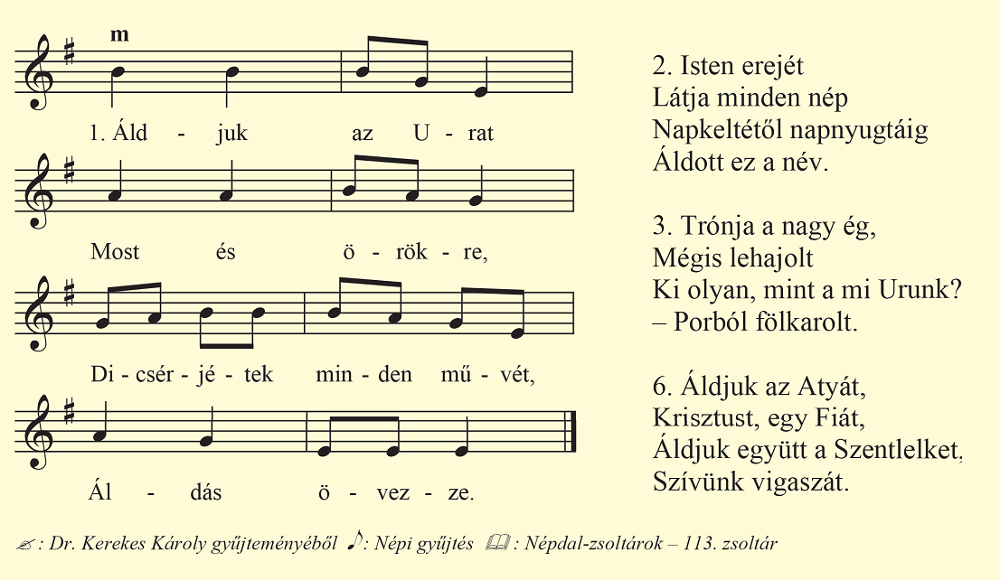 m
1. Áld - juk az U - rat
Most és ö - rök - re,
Di - csér - jé - tek min - den mű - vét,
Ál - dás ö - vez - ze.
2. Isten erejét
Látja minden nép
Napkeltétől napnyugtáig
Áldott ez a név.
3. Trónja a nagy ég,
Mégis lehajolt
Ki olyan, mint a mi Urunk?
– Porból fölkarolt.
6. Áldjuk az Atyát,
Krisztust, egy Fiát,
Áldjuk együtt a Szentlelket,
Szívünk vigaszát.
✍: Dr. Kerekes Károly gyűjteményéből ♪: Népi gyűjtés 🕮: Népdal-zsoltárok – 113. zsoltár